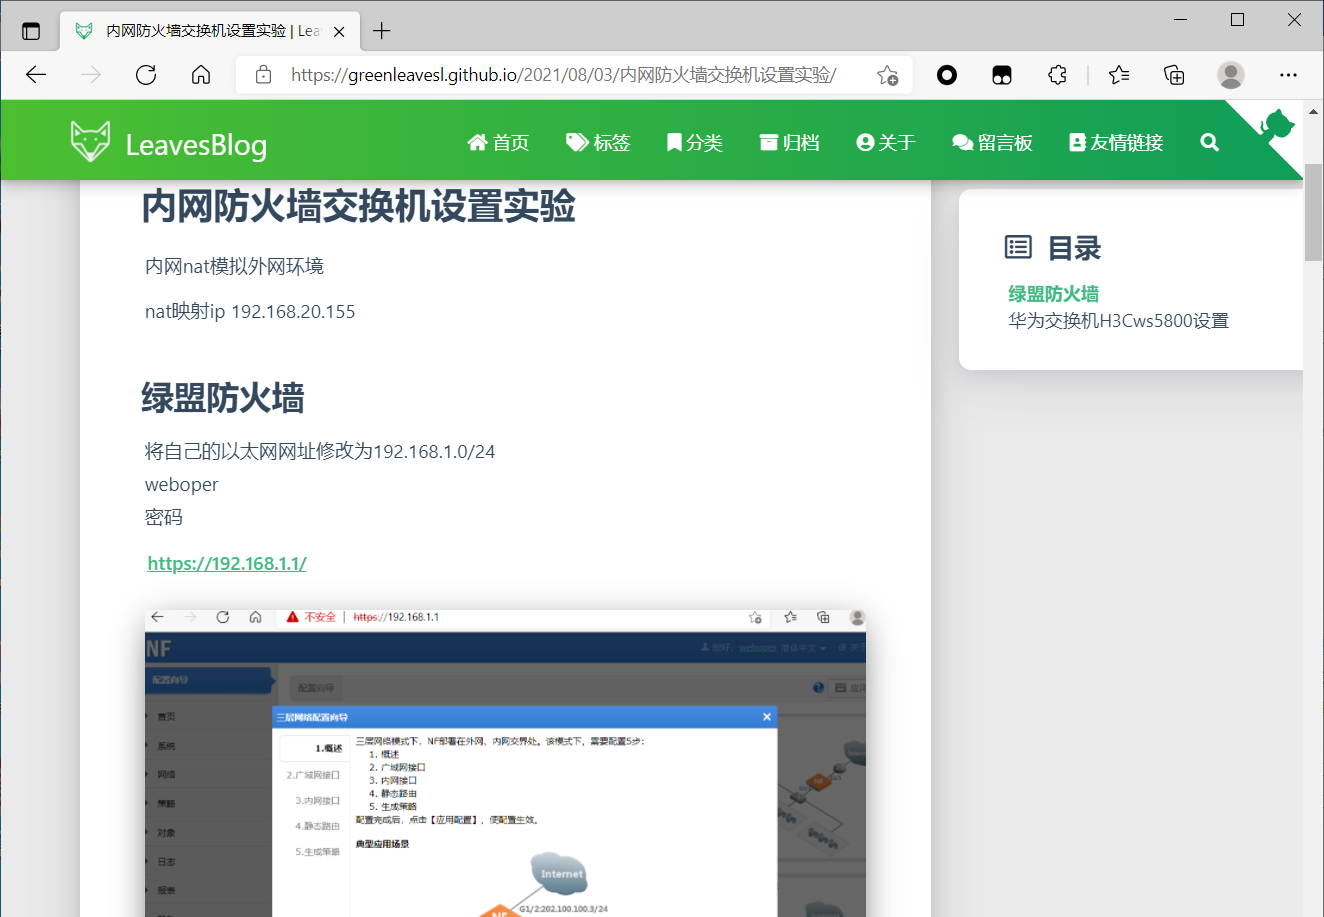 内网防火墙交换机设置实验 | Lea
https://greenleavesl.github.io/2021/08/03/内网防火墙交换机设置实验/
LeavesBlog
首页
标签
分类
归档
关于
留言板
友情链接
内网防火墙交换机设置实验
内网nat模拟外网环境
nat映射ip 192.168.20.155
绿盟防火墙
将自己的以太网网址修改为192.168.1.0/24
weboper
密码
https://192.168.1.1/
目录
绿盟防火墙
华为交换机H3Cws5800设置
不安全 | https://192.168.1.1
NF
您好，weboper 简体中文
关于
配置向导
配置向导
应用
首页
系统
网络
策略
对象
日志
报表
三层网络配置向导
1.概述
2.广域网接口
3.内网接口
4.静态路由
5.生成策略
三层网络模式下，NF部署在外网、内网交界处。该模式下，需要配置5步：
1. 概述
2. 广域网接口
3. 内网接口
4. 静态路由
5. 生成策略
配置完成后，点击【应用配置】，使配置生效。
典型应用场景
Internet
G1/2:202.100.100.3/24
NF